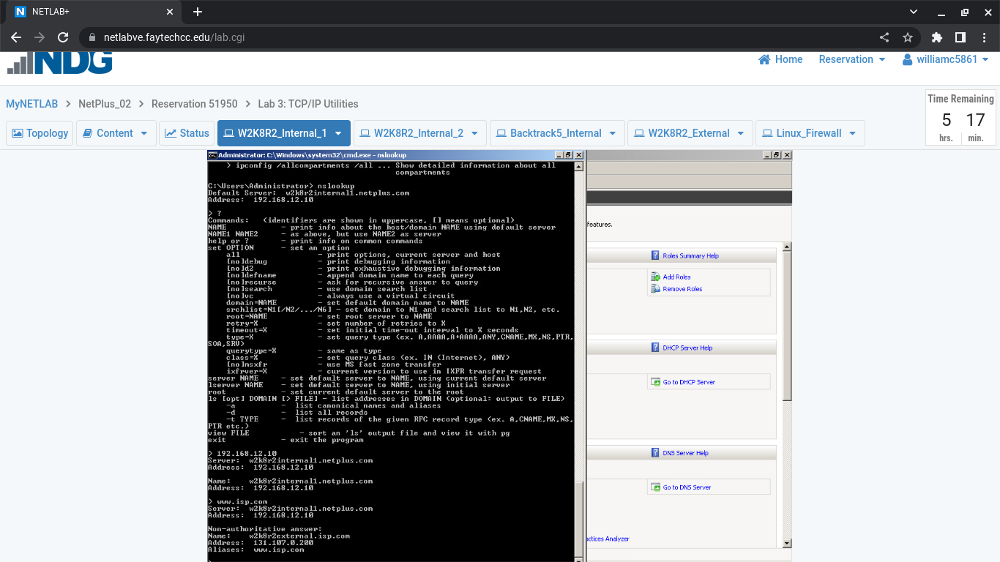 NETLAB+
netlabve.faytechcc.edu/lab.cgi
NDG
Home
Reservation
williamc5861
MyNETLAB > NetPlus_02 > Reservation 51950 > Lab 3: TCP/IP Utilities
Time Remaining
5 17
hrs. min.
Topology
Content
Status
W2K8R2_Internal_1
W2K8R2_Internal_2
Backtrack5_Internal
W2K8R2_External
Linux_Firewall
Administrator: C:\Windows\system32\cmd.exe - nslookup
> ipconfig /allcompartments /all ... Show detailed information about all
compartments
C:\Users\Administrator> nslookup
Default Server:  w2k8r2internal1.netplus.com
Address:  192.168.12.10
> ?
Commands:   (identifiers are shown in uppercase, [] means optional)
NAME            - print info about the host/domain NAME using default server
NAME1 NAME2     - as above, but use NAME2 as server
help or ?       - print info on common commands
set OPTION      - set an option
all                 - print options, current server and host
[no]debug           - print debugging information
[no]d2              - print exhaustive debugging information
[no]defname         - append domain name to each query
[no]recurse         - ask for recursive answer to query
[no]search          - use domain search list
[no]vc              - always use a virtual circuit
domain=NAME         - set default domain name to NAME
srchlist=N1[/N2/.../N6] - set domain to N1 and search list to N1,N2, etc.
root=NAME           - set root server to NAME
retry=X             - set number of retries to X
timeout=X           - set initial time-out interval to X seconds
type=X              - set query type (ex. A,AAAA,A+AAAA,ANY,CNAME,MX,NS,PTR,
SOA,SRV)
querytype=X         - same as type
class=X             - set query class (ex. IN (Internet), ANY)
[no]msxfr           - use MS fast zone transfer
ixfrver=X           - current version to use in IXFR transfer request
server NAME     - set default server to NAME, using current default server
lserver NAME    - set default server to NAME, using initial server
root            - set current default server to the root
ls [opt] DOMAIN [> FILE] - list addresses in DOMAIN (optional: output to FILE)
-a          -  list canonical names and aliases
-d          -  list all records
-t TYPE     -  list records of the given RFC record type (ex. A,CNAME,MX,NS,
PTR etc.)
view FILE           - sort an 'ls' output file and view it with pg
exit            - exit the program
> 192.168.12.10
Server:  w2k8r2internal1.netplus.com
Address:  192.168.12.10
Name:    w2k8r2internal1.netplus.com
Address:  192.168.12.10
> www.isp.com
Server:  w2k8r2internal1.netplus.com
Address:  192.168.12.10
Non-authoritative answer:
Name:    w2k8r2external.isp.com
Address:  131.107.0.200
Aliases:  www.isp.com
features.
Roles Summary Help
Add Roles
Remove Roles
DHCP Server Help
Go to DHCP Server
DNS Server Help
Go to DNS Server
actices Analyzer